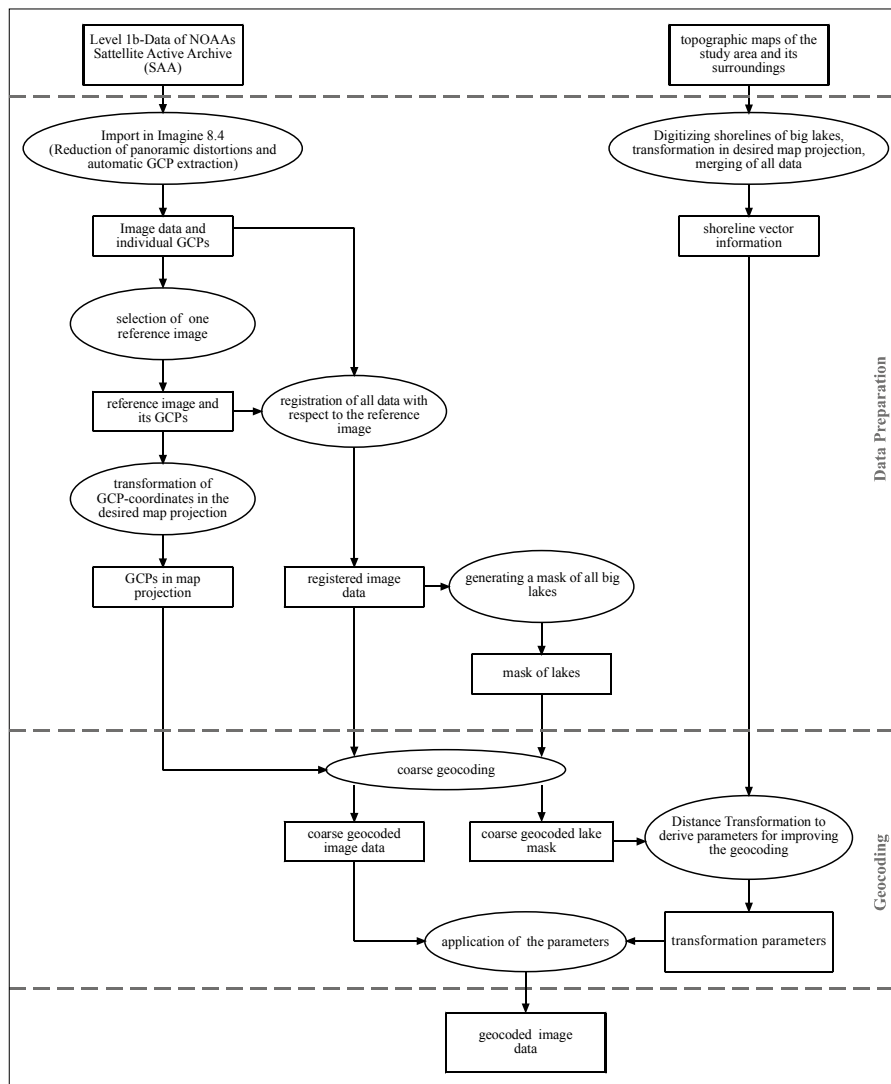 Level 1b-Data of NOAAs
Sattellite Active Archive
(SAA)
topographic maps of the
study area and its
surroundings
Import in Imagine 8.4
(Reduction of panoramic distortions and
automatic GCP extraction)
Digitizing shorelines of big lakes,
transformation in desired map projection,
merging of all data
Image data and
individual GCPs
shoreline vector
information
selection of one
reference image
reference image and
its GCPs
registration of all data with
respect to the reference
image
Data Preparation
transformation of
GCP-coordinates in the
desired map projection
GCPs in map
projection
registered image
data
generating a mask of all big
lakes
mask of lakes
coarse geocoding
coarse geocoded
image data
coarse geocoded lake
mask
Distance Transformation to
derive parameters for improving
the geocoding
Geocoding
application of the parameters
transformation parameters
geocoded image
data